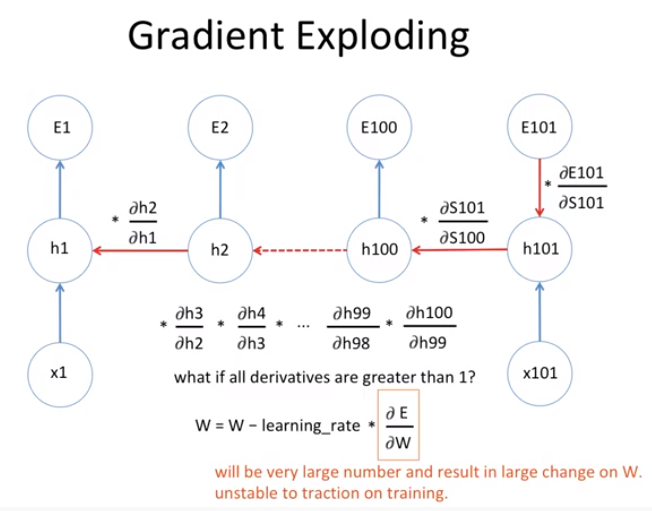 Gradient Exploding
E1 E2 E100 E101
* ∂E101
∂S101
* ∂h2
∂h1
* ∂S101
∂S100
h1 h2 h100 h101
* ∂h3 * ∂h4 * ... ∂h99 * ∂h100
∂h2 ∂h3 ∂h98 ∂h99
x1 x101
what if all derivatives are greater than 1?
W = W – learning_rate * ∂ E
∂W
will be very large number and result in large change on W.
unstable to traction on training.